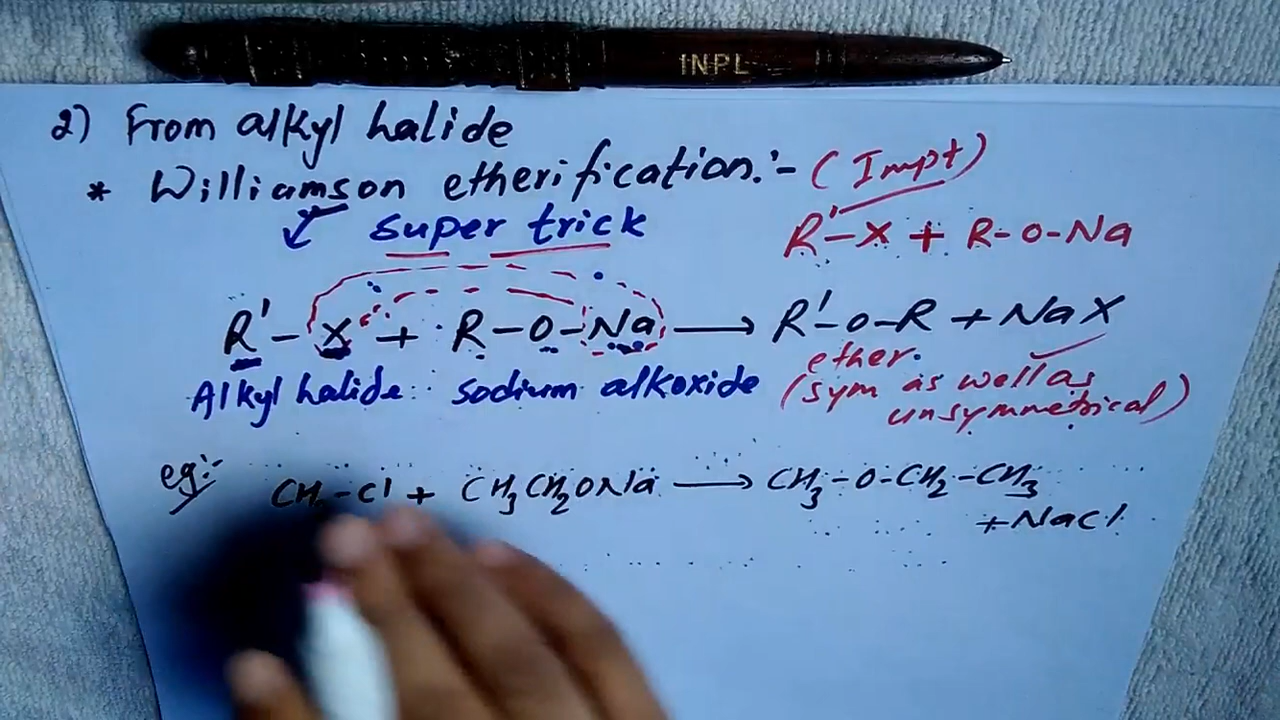 INPL
2) From alkyl halide
* Williamson etherification:- (Impt)
super trick
R'-X + R-O-Na
R'-X + R-O-Na ⟶ R'-O-R + NaX
ether.
Alkyl halide sodium alkoxide (sym as well as
unsymmetrical)
eg:- CH3-Cl + CH3CH2ONa ⟶ CH3-O-CH2-CH3
+ NaCl